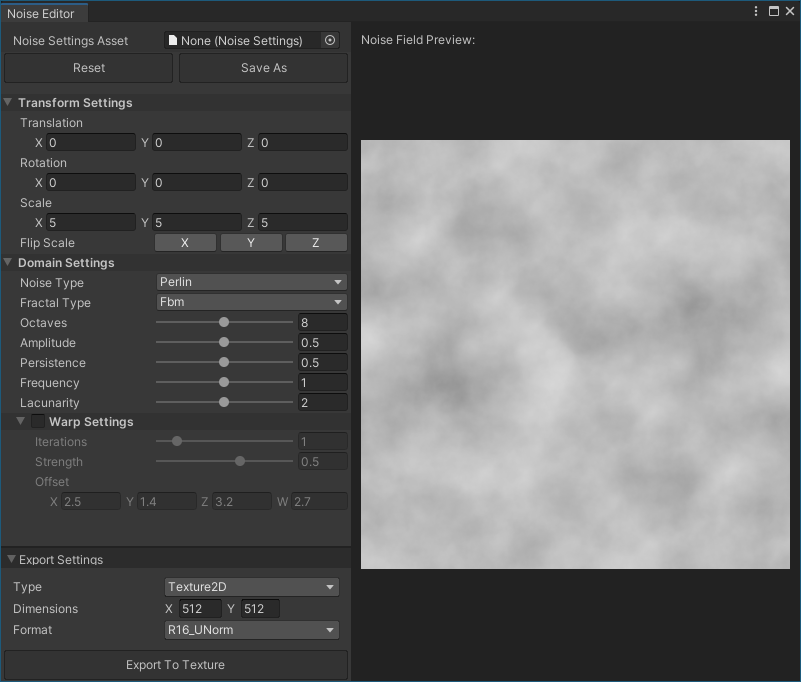 Noise Editor
Noise Settings Asset None (Noise Settings)
Noise Field Preview:
Reset Save As
Transform Settings
Translation
X 0 Y 0 Z 0
Rotation
X 0 Y 0 Z 0
Scale
X 5 Y 5 Z 5
Flip Scale X Y Z
Domain Settings
Noise Type Perlin
Fractal Type Fbm
Octaves 8
Amplitude 0.5
Persistence 0.5
Frequency 1
Lacunarity 2
Warp Settings
Iterations 1
Strength 0.5
Offset
X 2.5 Y 1.4 Z 3.2 W 2.7
Export Settings
Type Texture2D
Dimensions X 512 Y 512
Format R16_UNorm
Export To Texture